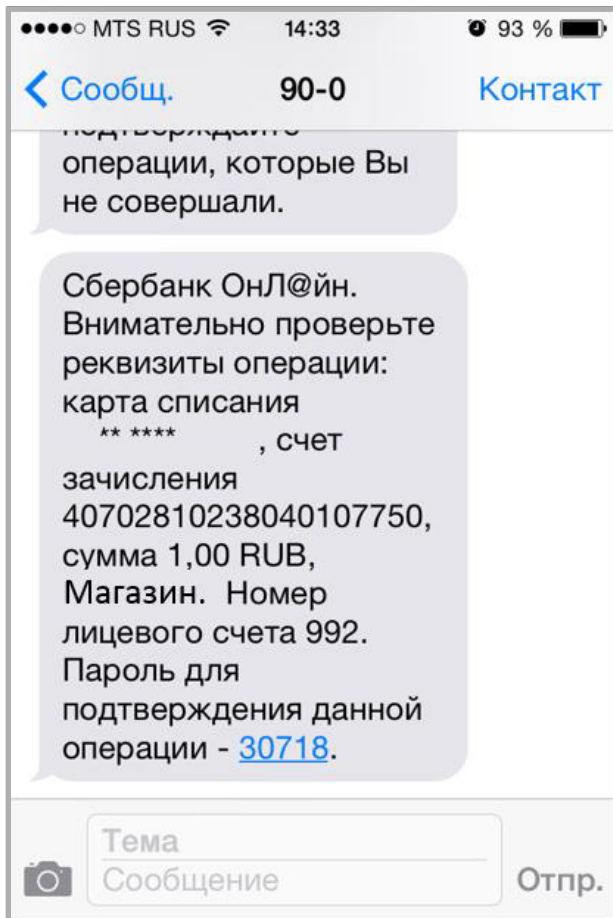 MTS RUS 14:33 93 %
Сообщ. 90-0 Контакт
подтверждайте
операции, которые Вы
не совершали.
Сбербанк ОнЛ@йн.
Внимательно проверьте
реквизиты операции:
карта списания
** **** , счет
зачисления
40702810238040107750,
сумма 1,00 RUB,
Магазин. Номер
лицевого счета 992.
Пароль для
подтверждения данной
операции - 30718.
Тема
Сообщение
Отпр.